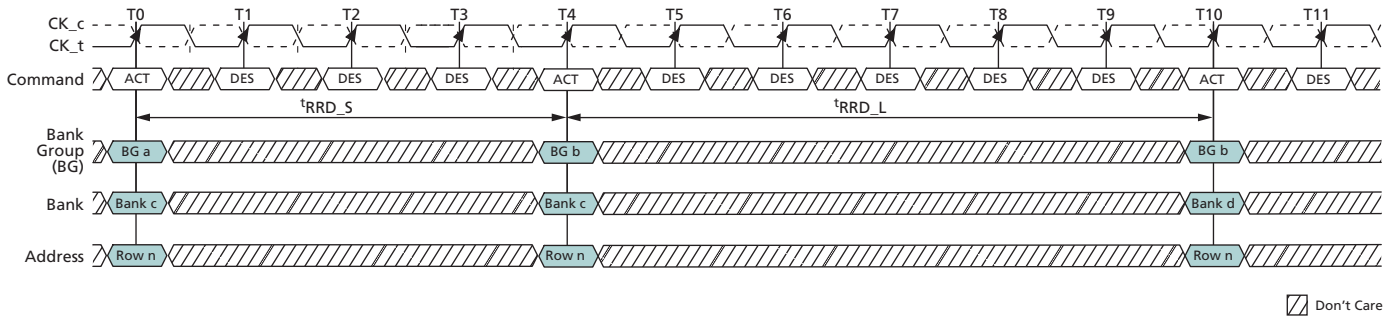 T0 T1 T2 T3 T4 T5 T6 T7 T8 T9 T10 T11
CK_c
CK_t
Command ACT DES DES DES ACT DES DES DES DES DES ACT DES
tRRD_S tRRD_L
Bank
Group
(BG)
BG a BG b BG b
Bank Bank c Bank c Bank d
Address Row n Row n Row n
Don't Care